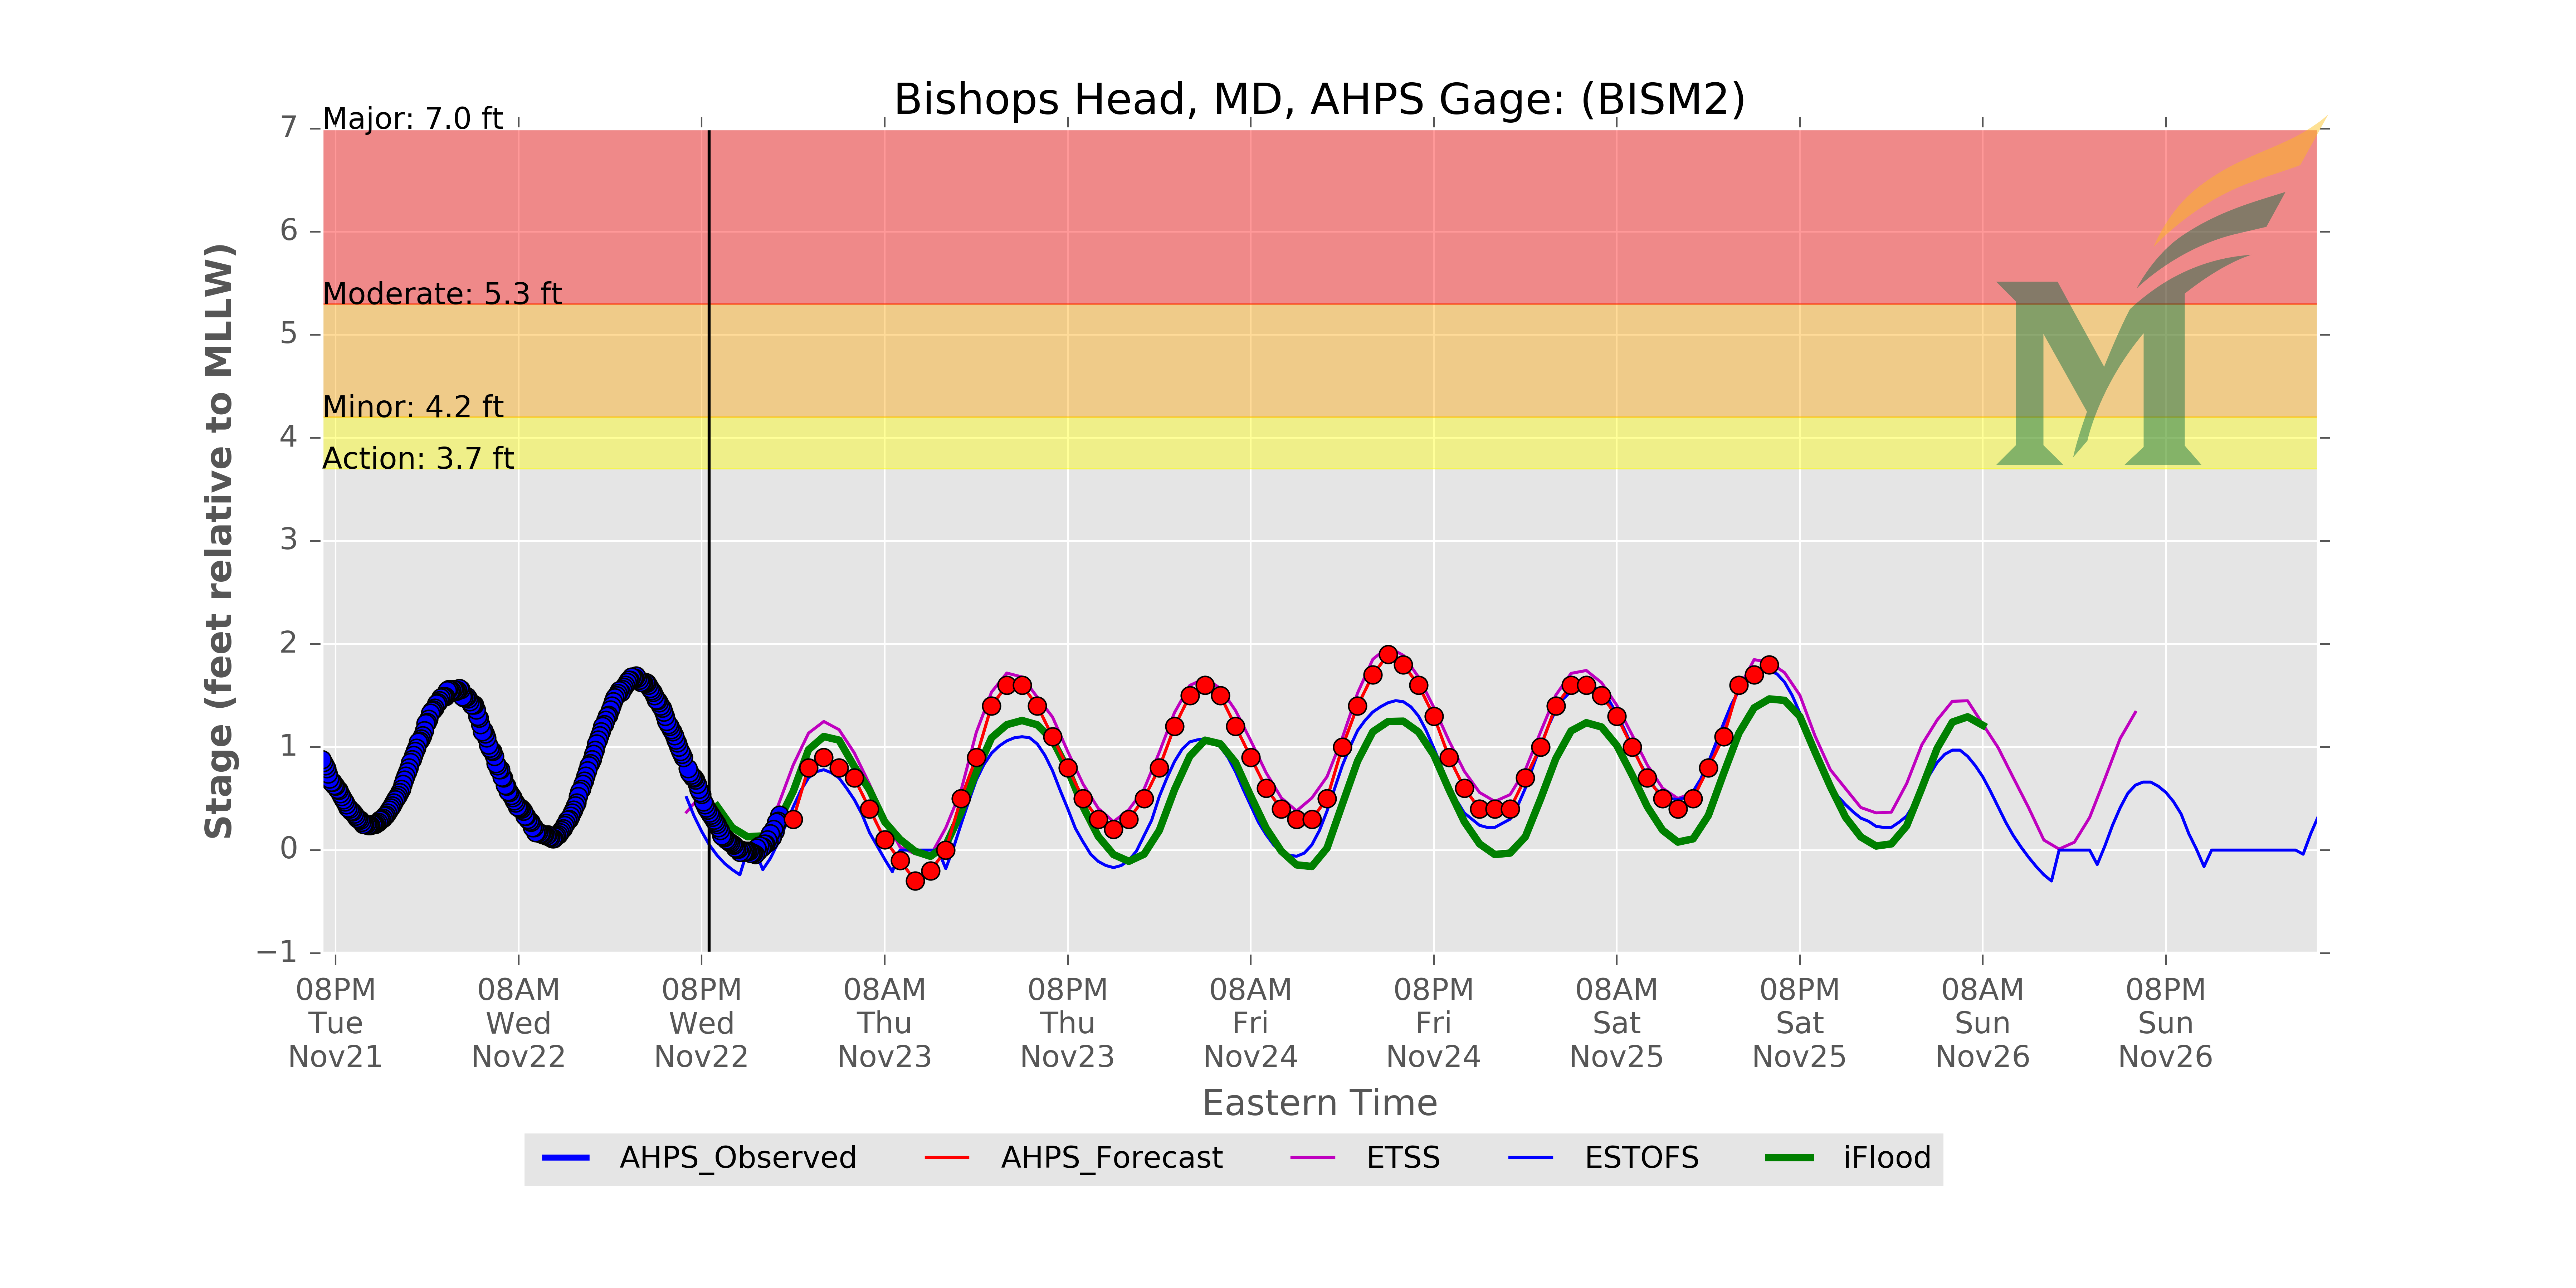 Bishops Head, MD, AHPS Gage: (BISM2)
Major: 7.0 ft
Moderate: 5.3 ft
Minor: 4.2 ft
Action: 3.7 ft
Stage (feet relative to MLLW)
7
6
5
4
3
2
1
0
−1
08PM 08AM 08PM 08AM 08PM 08AM 08PM 08AM 08PM 08AM 08PM
Tue Wed Wed Thu Thu Fri Fri Sat Sat Sun Sun
Nov21 Nov22 Nov22 Nov23 Nov23 Nov24 Nov24 Nov25 Nov25 Nov26 Nov26
Eastern Time
AHPS_Observed AHPS_Forecast ETSS ESTOFS iFlood
M